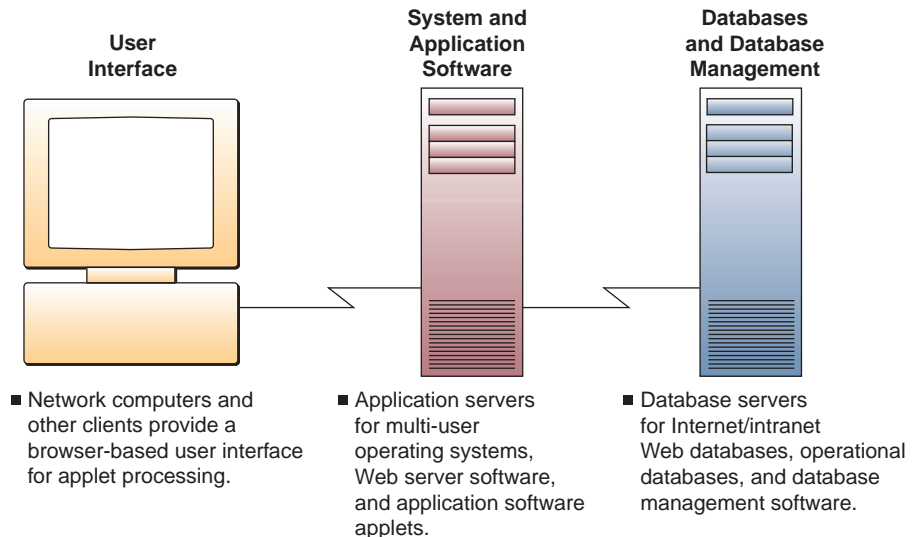 User
Interface
System and
Application
Software
Databases
and Database
Management
■ Network computers and
other clients provide a
browser-based user interface
for applet processing.
■ Application servers
for multi-user
operating systems,
Web server software,
and application software
applets.
■ Database servers
for Internet/intranet
Web databases, operational
databases, and database
management software.